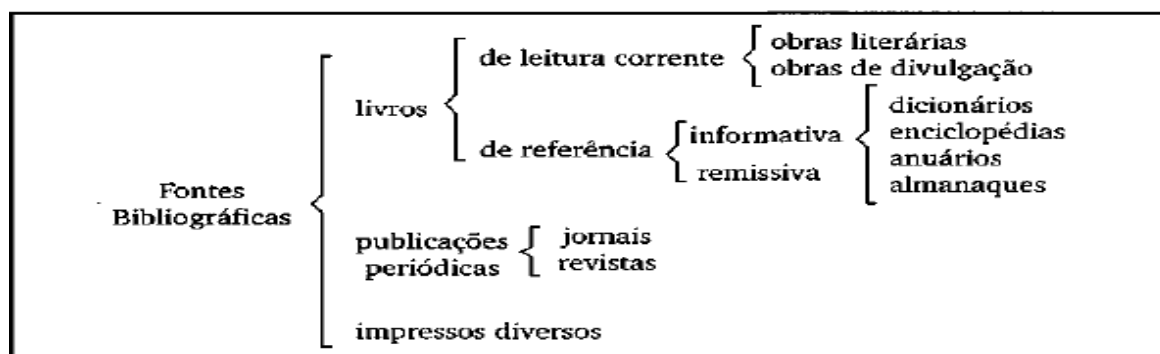 Fontes
Bibliográficas
livros
de leitura corrente
obras literárias
obras de divulgação
de referência
informativa
dicionários
enciclopédias
anuários
almanaques
remissiva
publicações
periódicas
jornais
revistas
impressos diversos